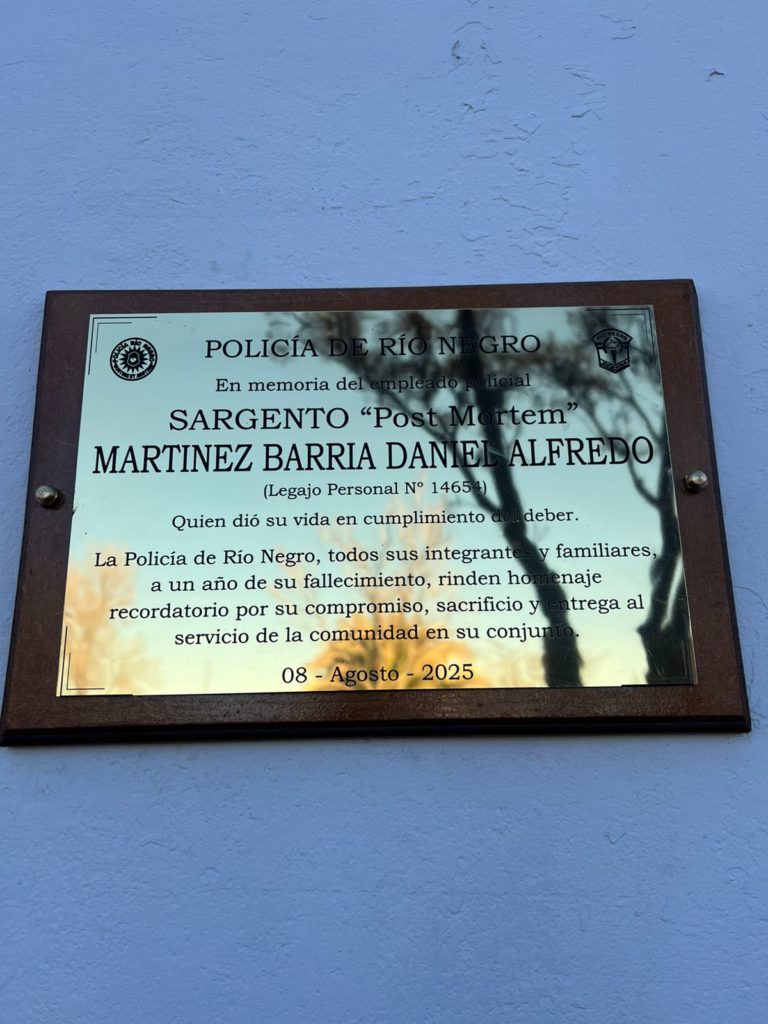 POLICÍA DE RÍO NEGRO
En memoria del empleado policial
SARGENTO “Post Mortem”
MARTINEZ BARRIA DANIEL ALFREDO
(Legajo Personal Nº 14654)
Quien dió su vida en cumplimiento del deber.
La Policía de Río Negro, todos sus integrantes y familiares,
a un año de su fallecimiento, rinden homenaje
recordatorio por su compromiso, sacrificio y entrega al
servicio de la comunidad en su conjunto.
08 - Agosto - 2025